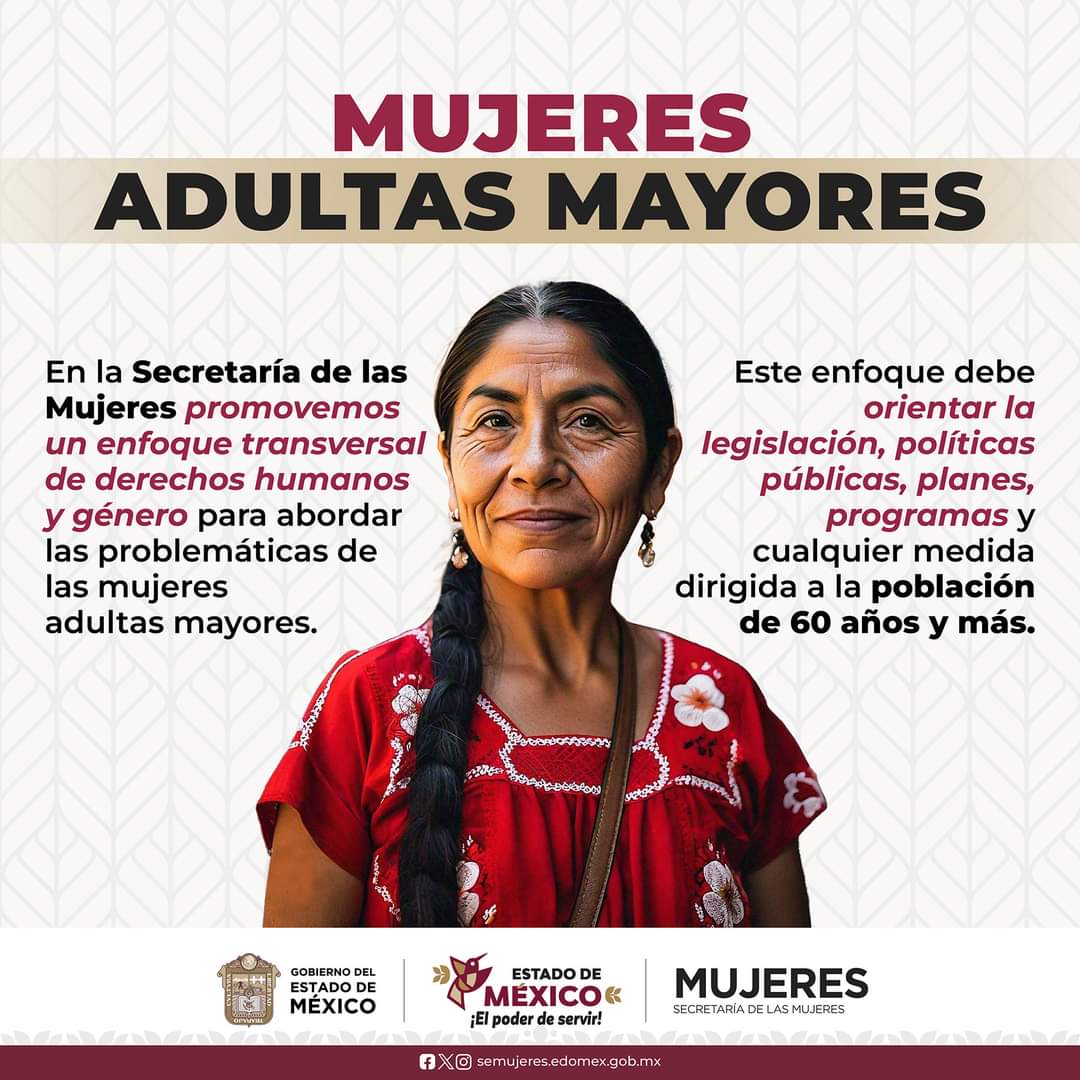 MUJERES
ADULTAS MAYORES
En la Secretaría de las
Mujeres promovemos
un enfoque transversal
de derechos humanos
y género para abordar
las problemáticas de
las mujeres
adultas mayores.
Este enfoque debe
orientar la
legislación, políticas
públicas, planes,
programas y
cualquier medida
dirigida a la población
de 60 años y más.
GOBIERNO DEL
ESTADO DE
MÉXICO
ESTADO DE
MÉXICO
¡El poder de servir!
MUJERES
SECRETARÍA DE LAS MUJERES
semujeres.edomex.gob.mx